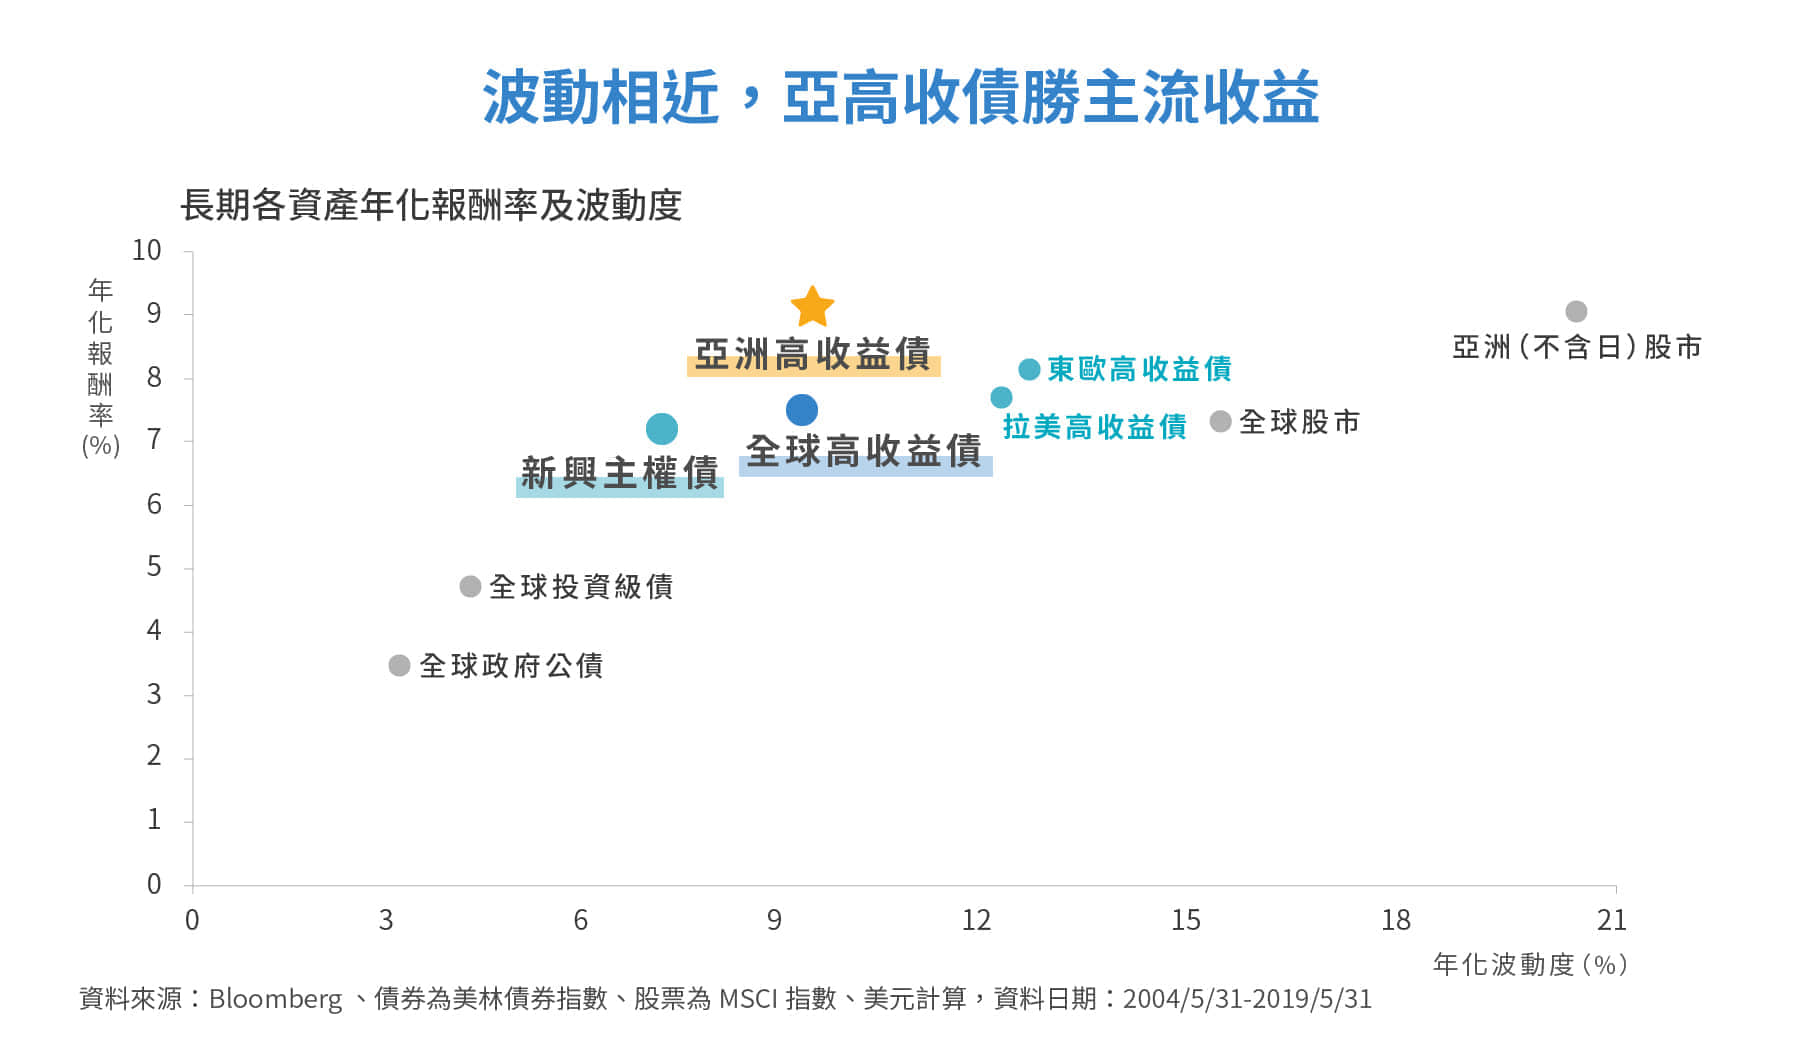 波動相近，亞高收債勝主流收益
長期各資產年化報酬率及波動度
年化報酬率(%)
10
9
8
7
6
5
4
3
2
1
0
亞洲高收益債
亞洲(不含日)股市
東歐高收益債
拉美高收益債
全球股市
全球高收益債
新興主權債
全球投資級債
全球政府公債
0 3 6 9 12 15 18 21
年化波動度(%)
資料來源：Bloomberg、債券為美林債券指數、股票為 MSCI 指數、美元計算，資料日期：2004/5/31-2019/5/31